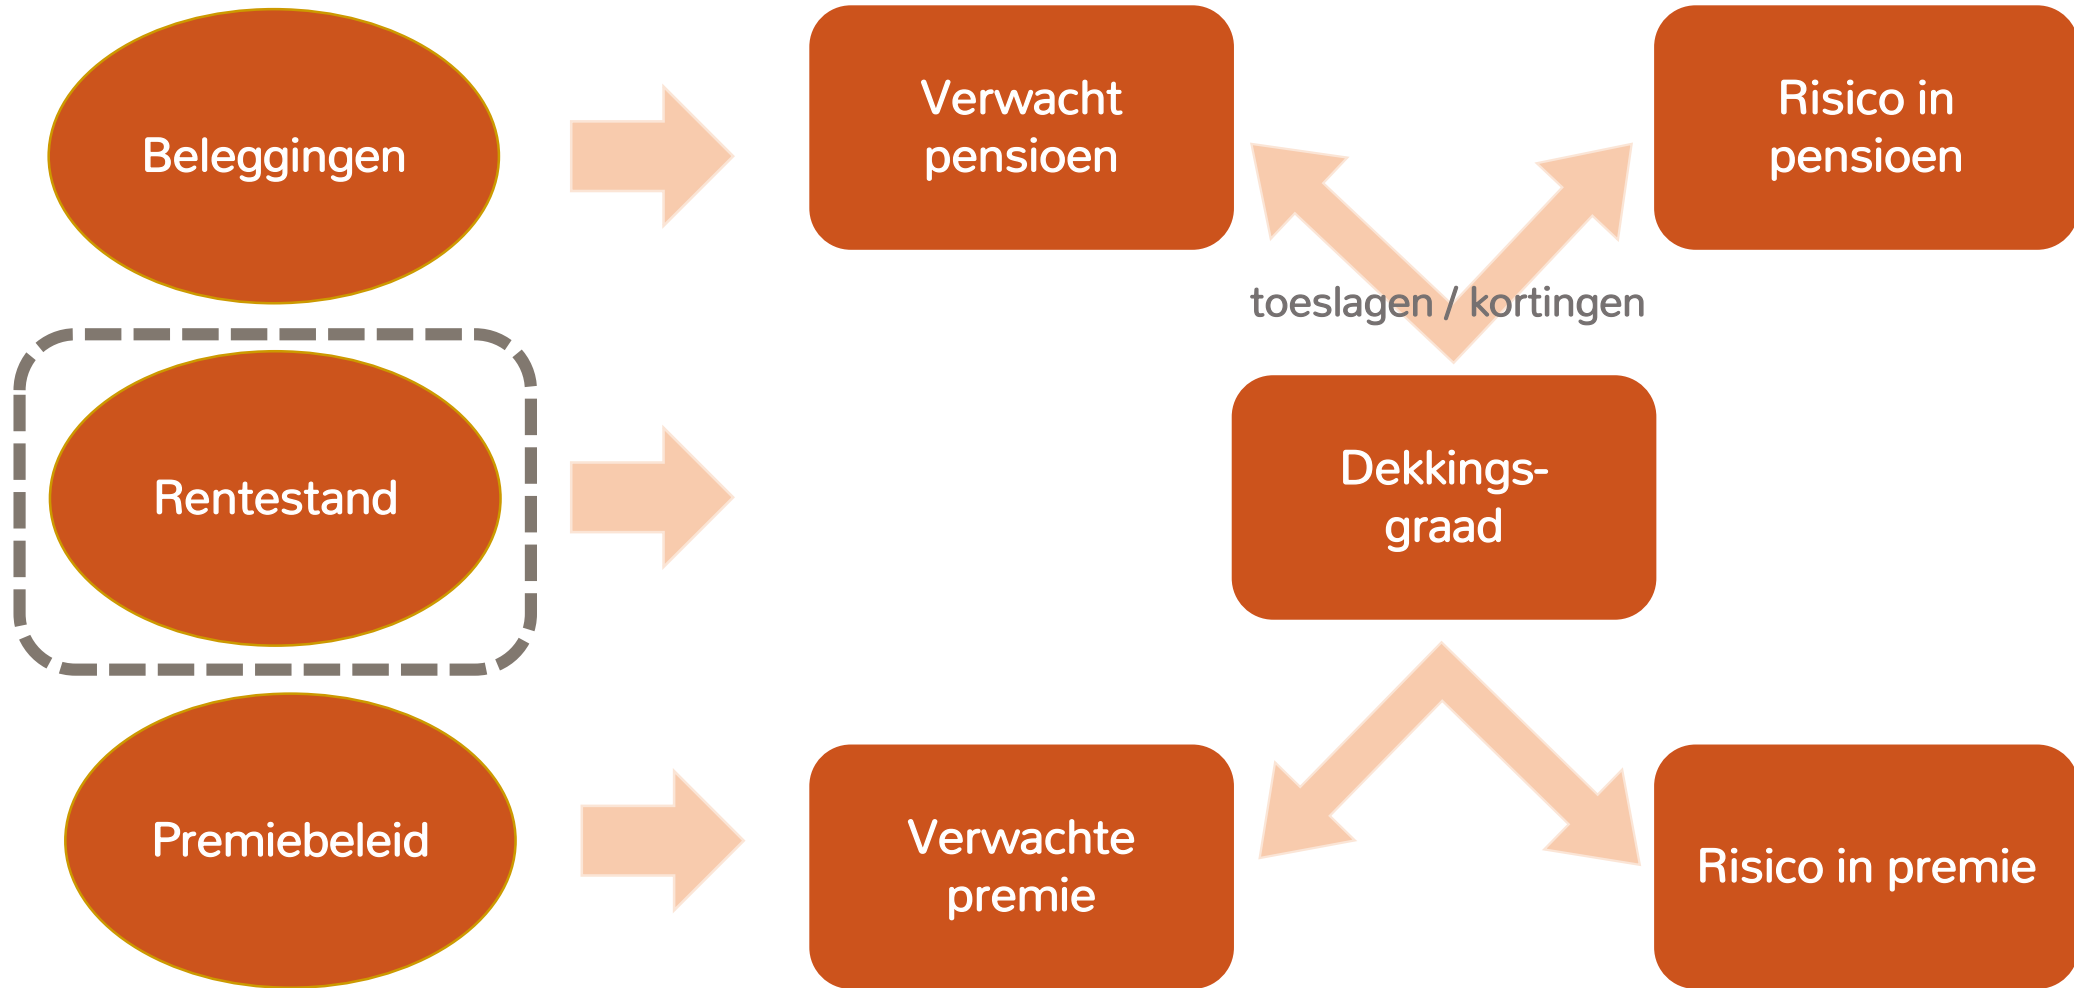 Beleggingen
Verwacht
pensioen
Risico in
pensioen
toeslagen / kortingen
Rentestand
Dekkings-
graad
Premiebeleid
Verwachte
premie
Risico in premie